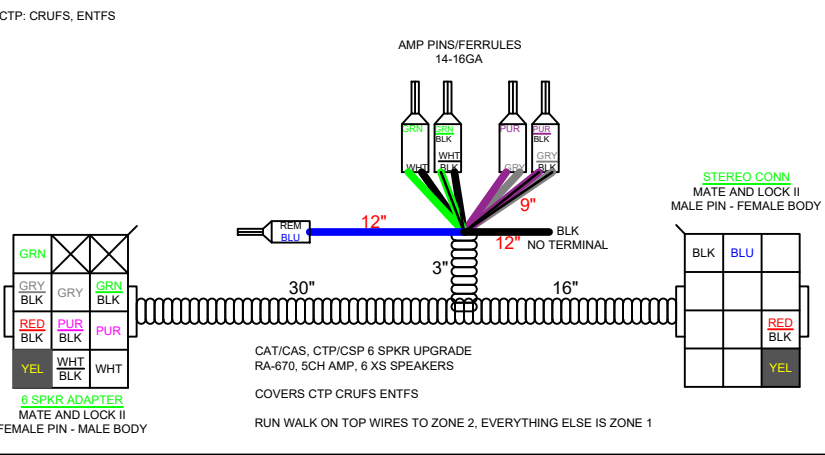 CTP: CRUFS, ENTFS
AMP PINS/FERRULES
14-16GA
GRN
WHT
GRN
BLK
WHT
BLK
PUR
GRY
PUR
BLK
GRY
BLK
REM
BLU
12"
9"
12"
BLK
NO TERMINAL
3"
30"
16"
STEREO CONN
MATE AND LOCK II
MALE PIN - FEMALE BODY
BLK BLU
RED
BLK
YEL
GRN
GRY
BLK
GRY
GRN
BLK
RED
BLK
PUR
BLK
PUR
YEL
WHT
BLK
WHT
6 SPKR ADAPTER
MATE AND LOCK II
FEMALE PIN - MALE BODY
CAT/CAS, CTP/CSP 6 SPKR UPGRADE
RA-670, 5CH AMP, 6 XS SPEAKERS
COVERS CTP CRUFS ENTFS
RUN WALK ON TOP WIRES TO ZONE 2, EVERYTHING ELSE IS ZONE 1